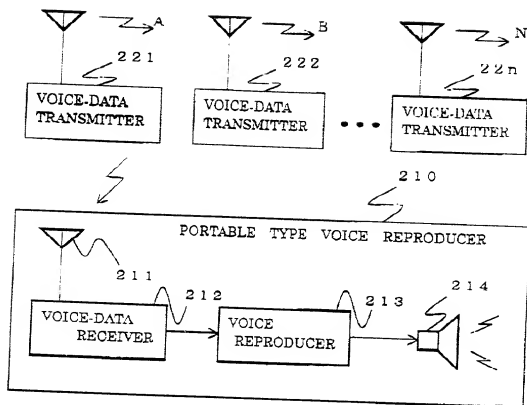 A B N
221 222 22n
VOICE-DATA TRANSMITTER
VOICE-DATA TRANSMITTER
• • •
VOICE-DATA TRANSMITTER
210
PORTABLE TYPE VOICE REPRODUCER
211
212
213
214
VOICE-DATA RECEIVER
VOICE REPRODUCER